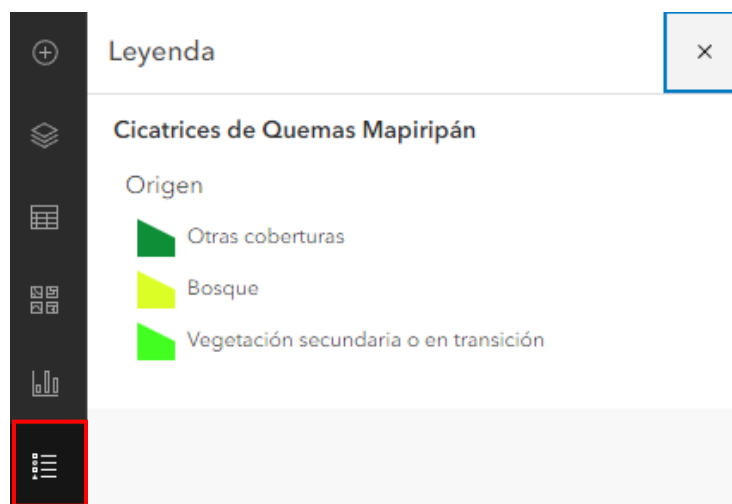 Leyenda
Cicatrices de Quemas Mapiripán
Origen
Otras coberturas
Bosque
Vegetación secundaria o en transición